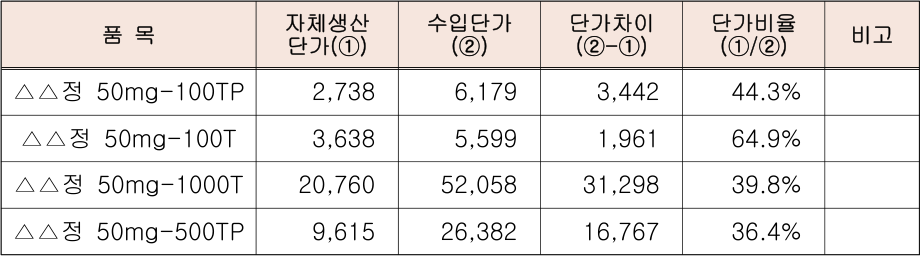 품 목 자체생산 단가(①) 수입단가 (②) 단가차이 (②-①) 단가비율 (①/②) 비고
△△정 50mg-100TP 2,738 6,179 3,442 44.3%
△△정 50mg-100T 3,638 5,599 1,961 64.9%
△△정 50mg-1000T 20,760 52,058 31,298 39.8%
△△정 50mg-500TP 9,615 26,382 16,767 36.4%